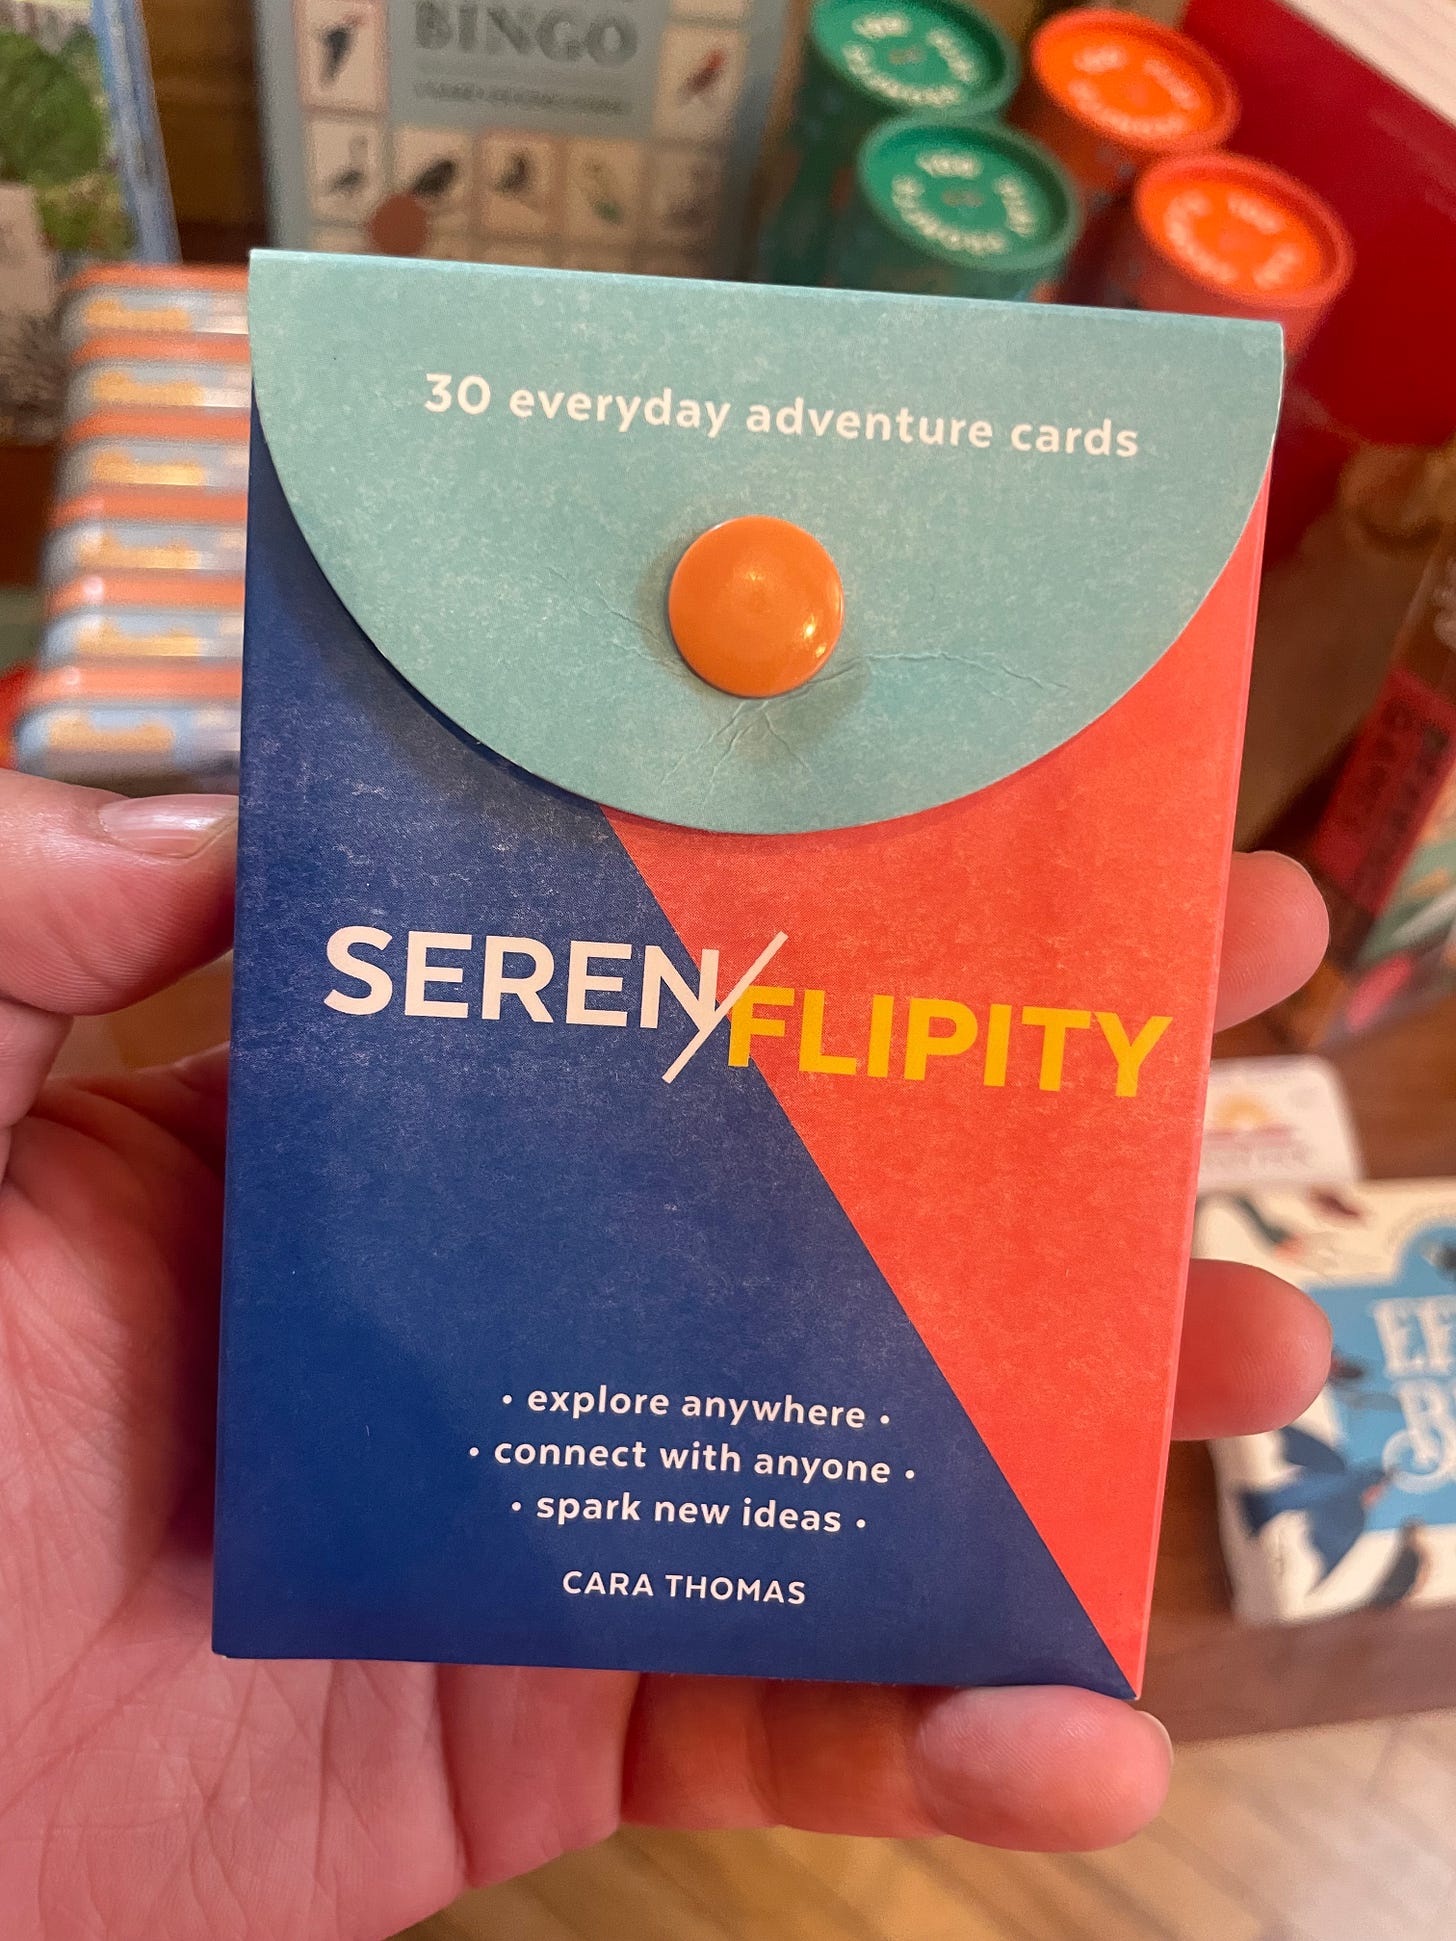 BINGO
30 everyday adventure cards
SEREN/FLIPITY
• explore anywhere •
• connect with anyone •
• spark new ideas •
CARA THOMAS